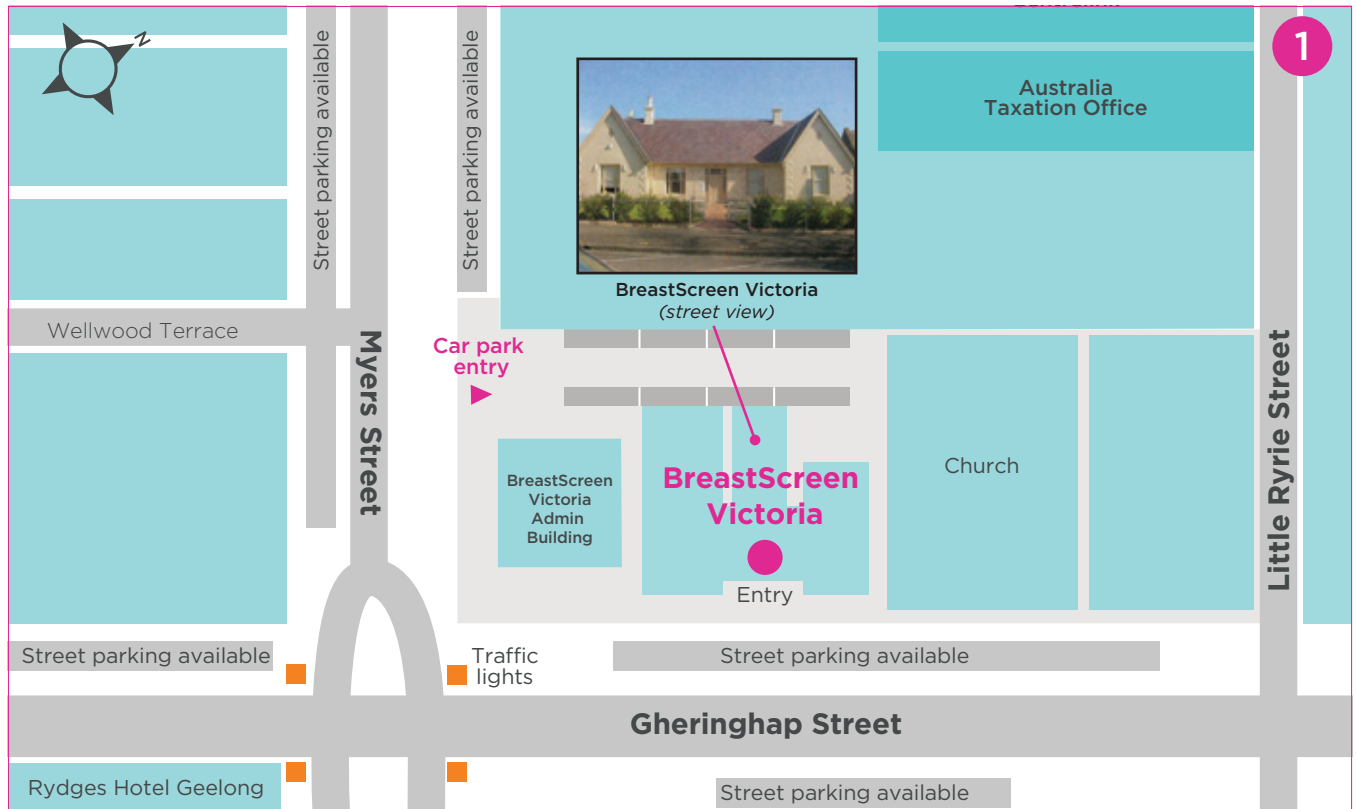 N
1
Street parking available
Street parking available
Australia
Taxation Office
BreastScreen Victoria
(street view)
Wellwood Terrace
Myers Street
Car park
entry
Little Ryrie Street
BreastScreen
Victoria
Admin
Building
BreastScreen
Victoria
Church
Entry
Street parking available
Traffic
lights
Street parking available
Gheringhap Street
Rydges Hotel Geelong
Street parking available